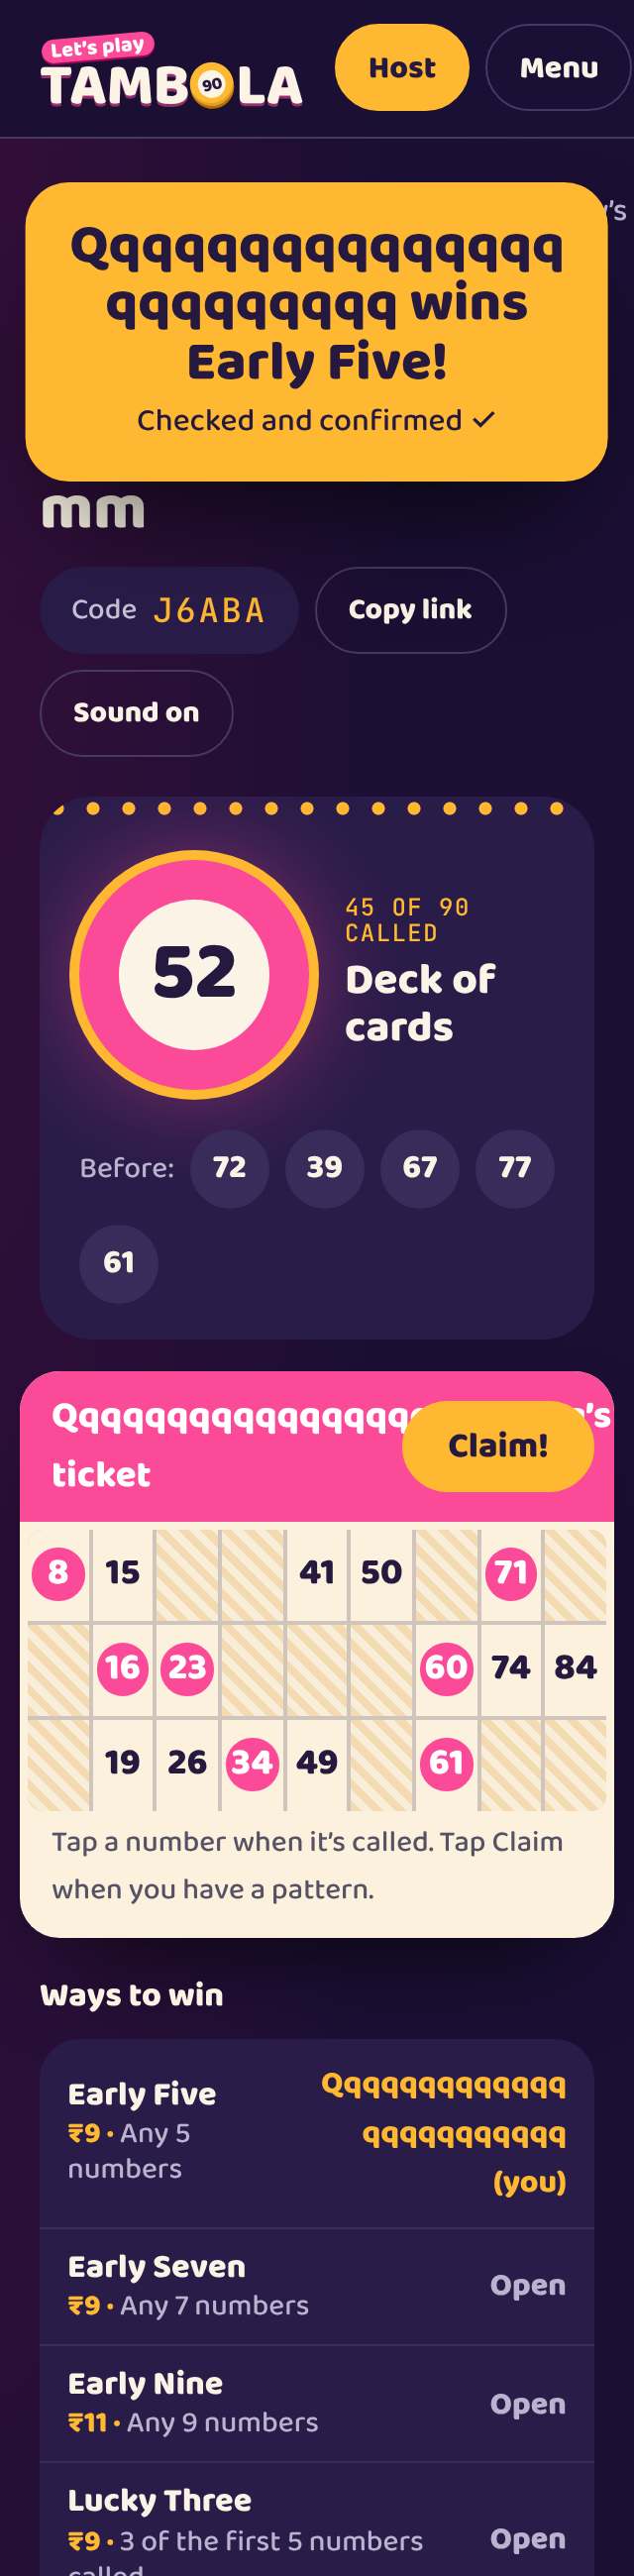 Let's play
TAMBOLA
90
Host
Menu
's
Qqqqqqqqqqqqqqq
qqqqqqqqq wins
Early Five!
Checked and confirmed ✓
mm
Code J6ABA
Copy link
Sound on
52
45 OF 90
CALLED
Deck of
cards
Before: 72 39 67 77
61
's
ticket
Claim!
8 15 41 50 71
16 23 60 74 84
19 26 34 49 61
Tap a number when it's called. Tap Claim
when you have a pattern.
Ways to win
Early Five
₹9 • Any 5
numbers
Qqqqqqqqqqqqq
qqqqqqqqqqq
(you)
Early Seven
₹9 • Any 7 numbers
Open
Early Nine
₹11 • Any 9 numbers
Open
Lucky Three
₹9 • 3 of the first 5 numbers
called
Open